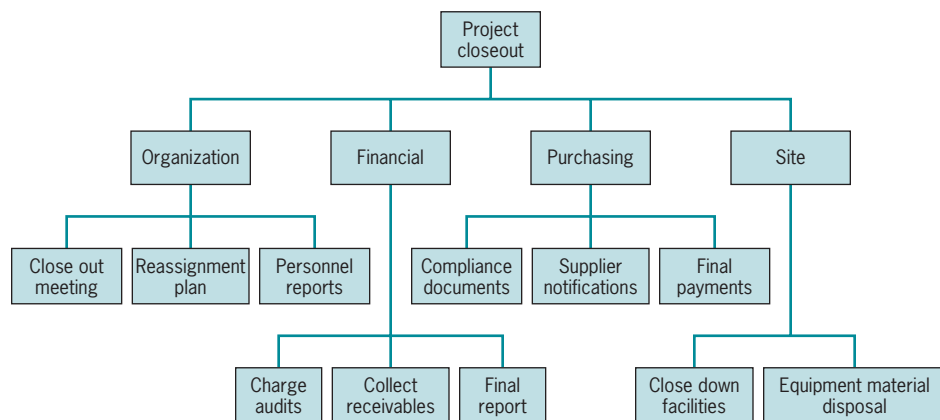 Project
closeout
Organization
Financial
Purchasing
Site
Close out
meeting
Reassignment
plan
Personnel
reports
Compliance
documents
Supplier
notifications
Final
payments
Charge
audits
Collect
receivables
Final
report
Close down
facilities
Equipment material
disposal